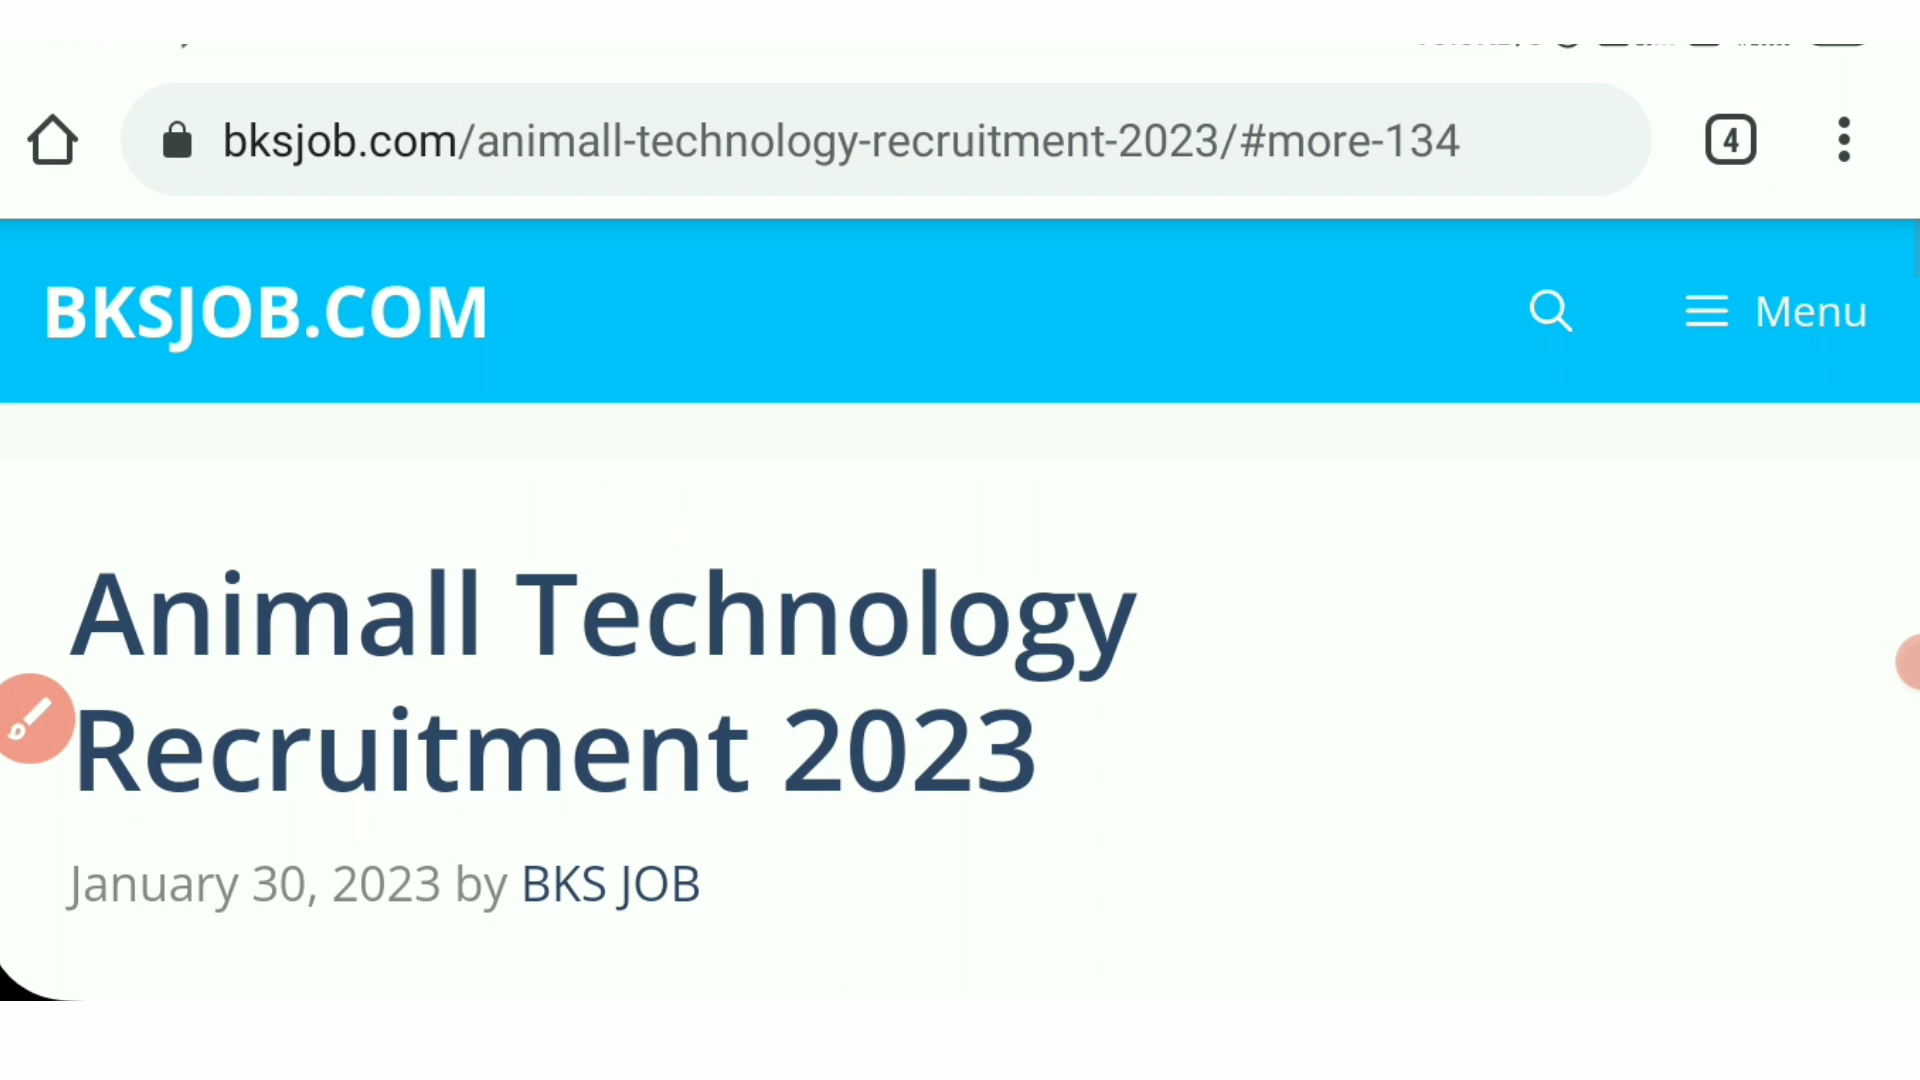 bksjob.com/animall-technology-recruitment-2023/#more-134
4
BKSJOB.COM
Menu
Animall Technology
Recruitment 2023
January 30, 2023 by BKS JOB